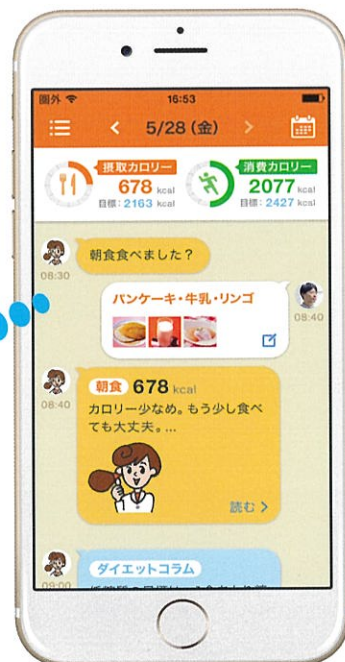 圏外 16:53
< 5/28（金） >
摂取カロリー
678 kcal
目標：2163 kcal
消費カロリー
2077 kcal
目標：2427 kcal
朝食食べました？
08:30
パンケーキ・牛乳・リンゴ
08:40
08:40
朝食 678 kcal
カロリー少なめ。もう少し食べ
ても大丈夫。...
読む >
ダイエットコラム
09:00